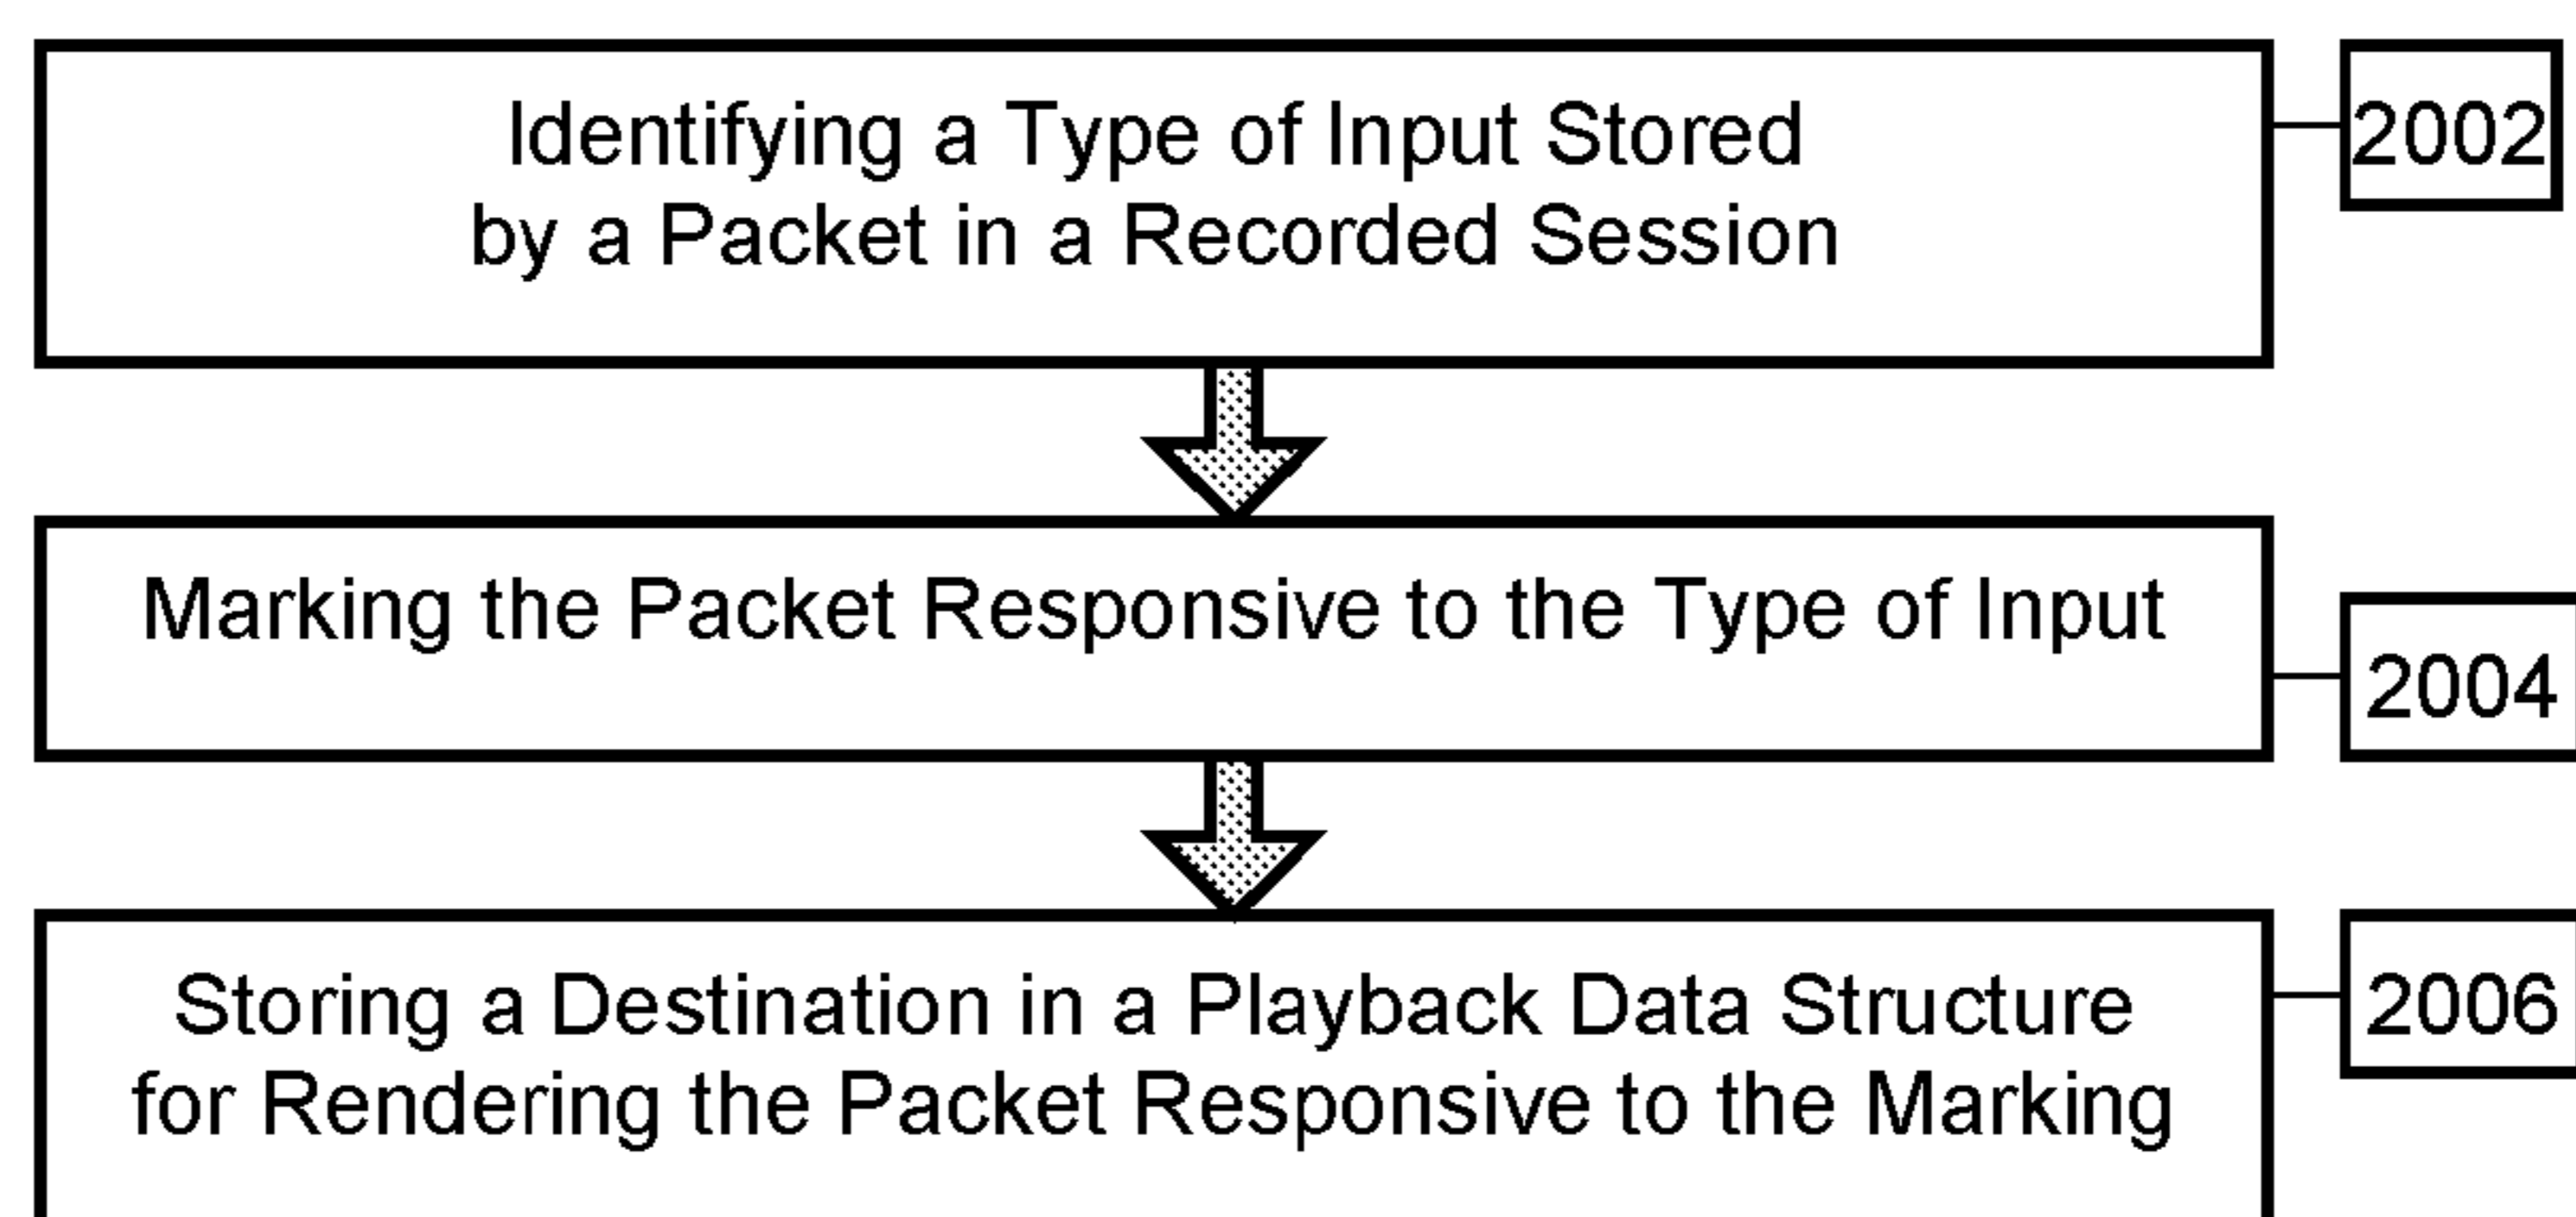 Identifying a Type of Input Stored
by a Packet in a Recorded Session
2002
Marking the Packet Responsive to the Type of Input
2004
Storing a Destination in a Playback Data Structure
for Rendering the Packet Responsive to the Marking
2006